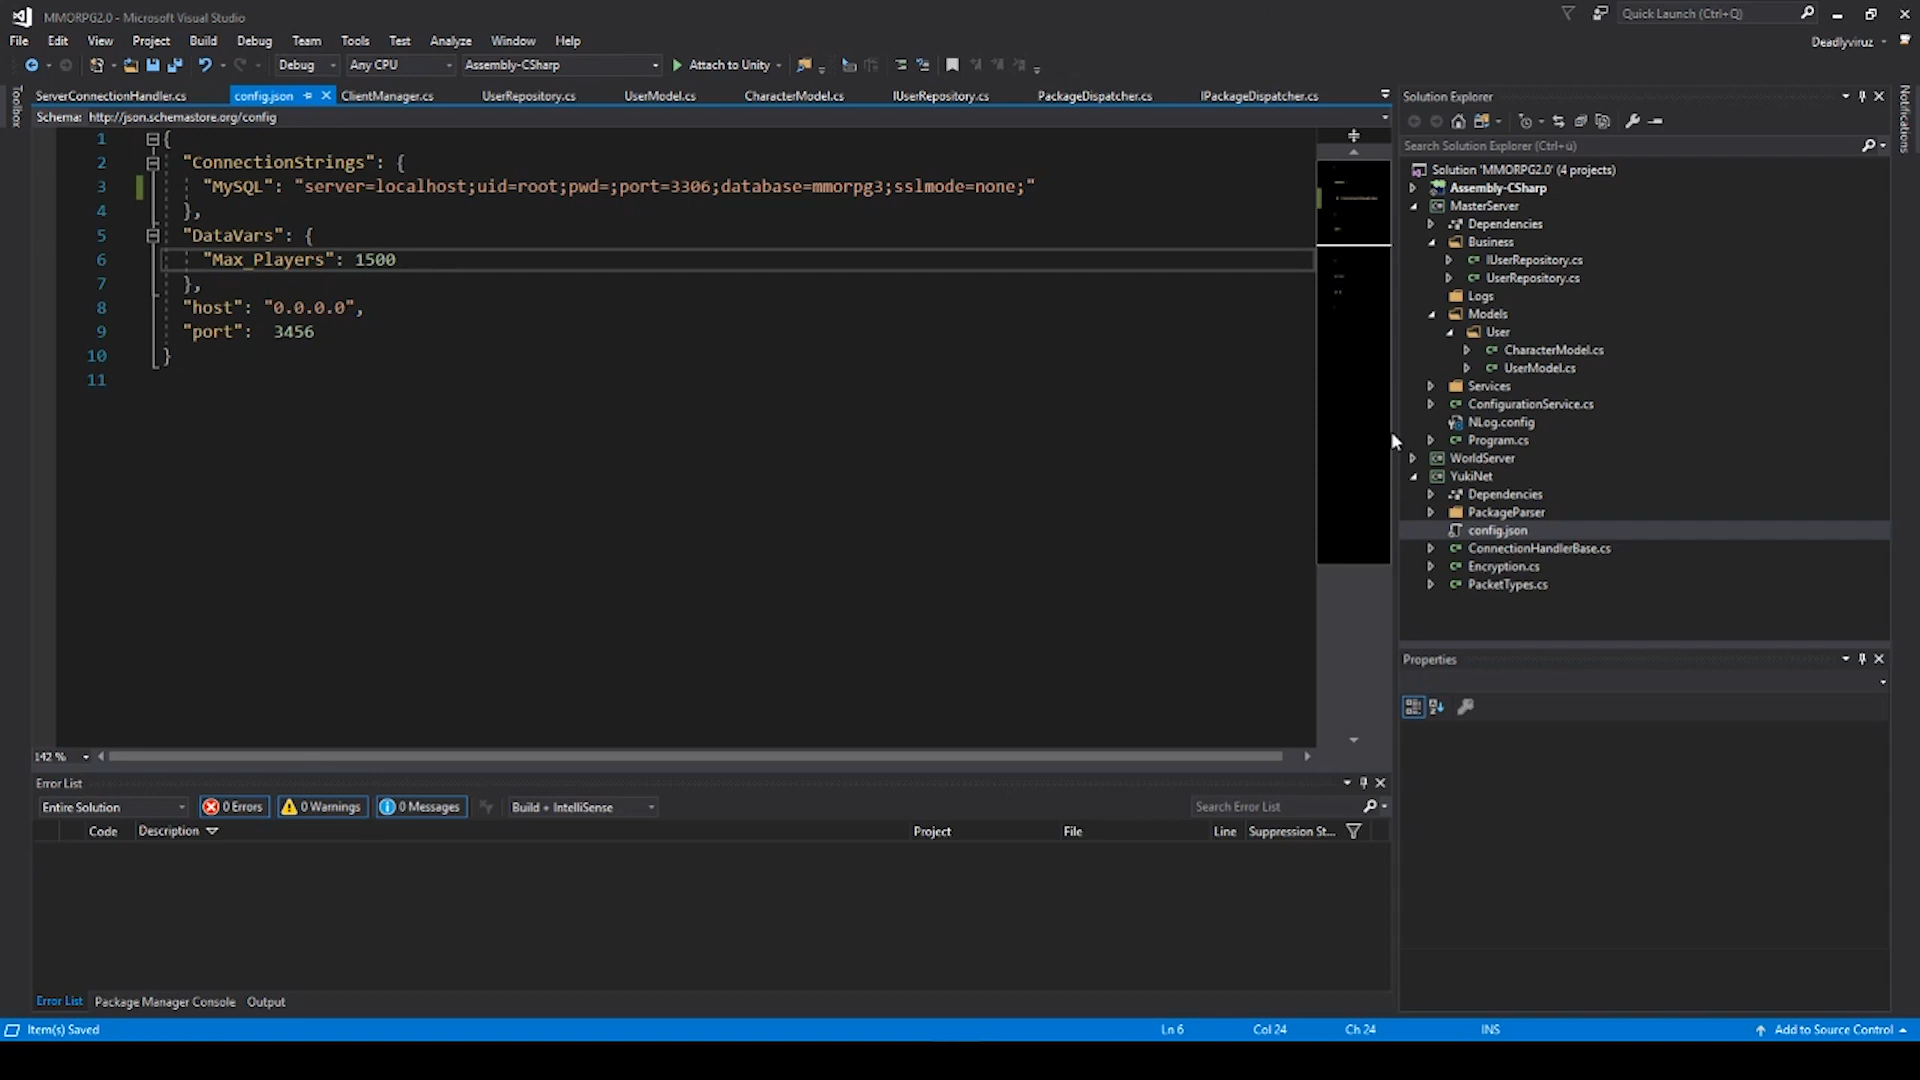 MMORPG2.0 - Microsoft Visual Studio
Quick Launch (Ctrl+Q)
File Edit View Project Build Debug Team Tools Test Analyze Window Help
Deadlyviruz
Debug Any CPU Assembly-CSharp Attach to Unity
ServerConnectionHandler.cs config.json ClientManager.cs UserRepository.cs UserModel.cs CharacterModel.cs IUserRepository.cs PackageDispatcher.cs IPackageDispatcher.cs
Toolbox
Schema: http://json.schemastore.org/config
1 {
2 "ConnectionStrings": {
3 "MySQL": "server=localhost;uid=root;pwd=;port=3306;database=mmorpg3;sslmode=none;"
4 },
5 "DataVars": {
6 "Max_Players": 1500
7 },
8 "host": "0.0.0.0",
9 "port": 3456
10 }
11
142 %
Solution Explorer
Notifications
Search Solution Explorer (Ctrl+ü)
Solution 'MMORPG2.0' (4 projects)
Assembly-CSharp
MasterServer
Dependencies
Business
IUserRepository.cs
UserRepository.cs
Logs
Models
User
CharacterModel.cs
UserModel.cs
Services
ConfigurationService.cs
NLog.config
Program.cs
WorldServer
YukiNet
Dependencies
PackageParser
config.json
ConnectionHandlerBase.cs
Encryption.cs
PacketTypes.cs
Properties
Error List
Entire Solution 0 Errors 0 Warnings 0 Messages Build + IntelliSense Search Error List
Code Description Project File Line Suppression St...
Error List Package Manager Console Output
Item(s) Saved Ln 6 Col 24 Ch 24 INS Add to Source Control